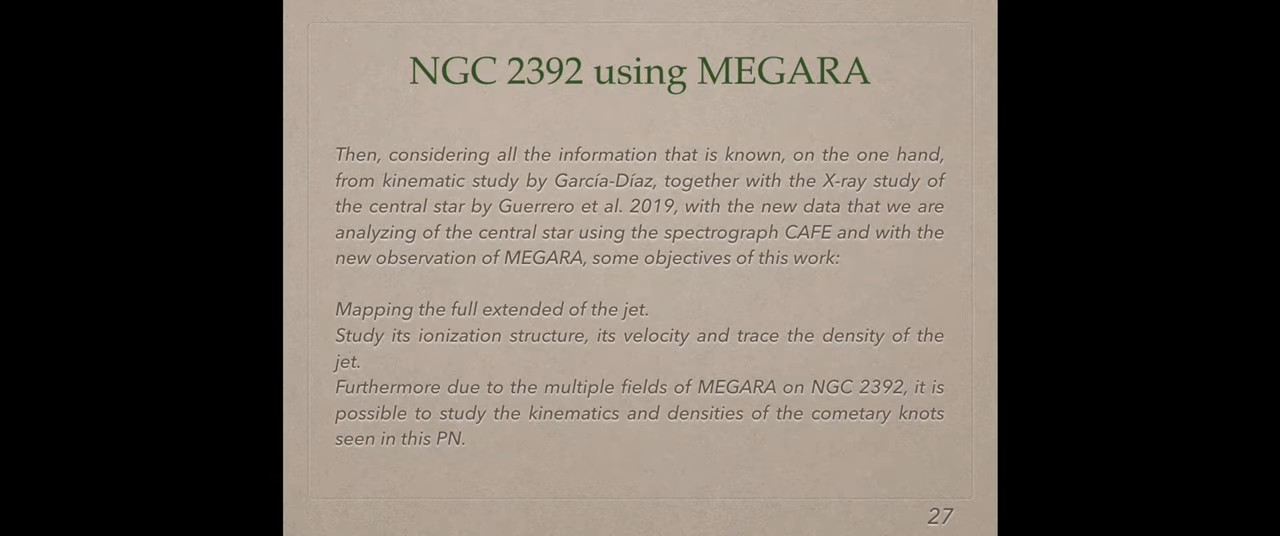 NGC 2392 using MEGARA
Then, considering all the information that is known, on the one hand,
from kinematic study by García-Díaz, together with the X-ray study of
the central star by Guerrero et al. 2019, with the new data that we are
analyzing of the central star using the spectrograph CAFE and with the
new observation of MEGARA, some objectives of this work:
Mapping the full extended of the jet.
Study its ionization structure, its velocity and trace the density of the
jet.
Furthermore due to the multiple fields of MEGARA on NGC 2392, it is
possible to study the kinematics and densities of the cometary knots
seen in this PN.
27